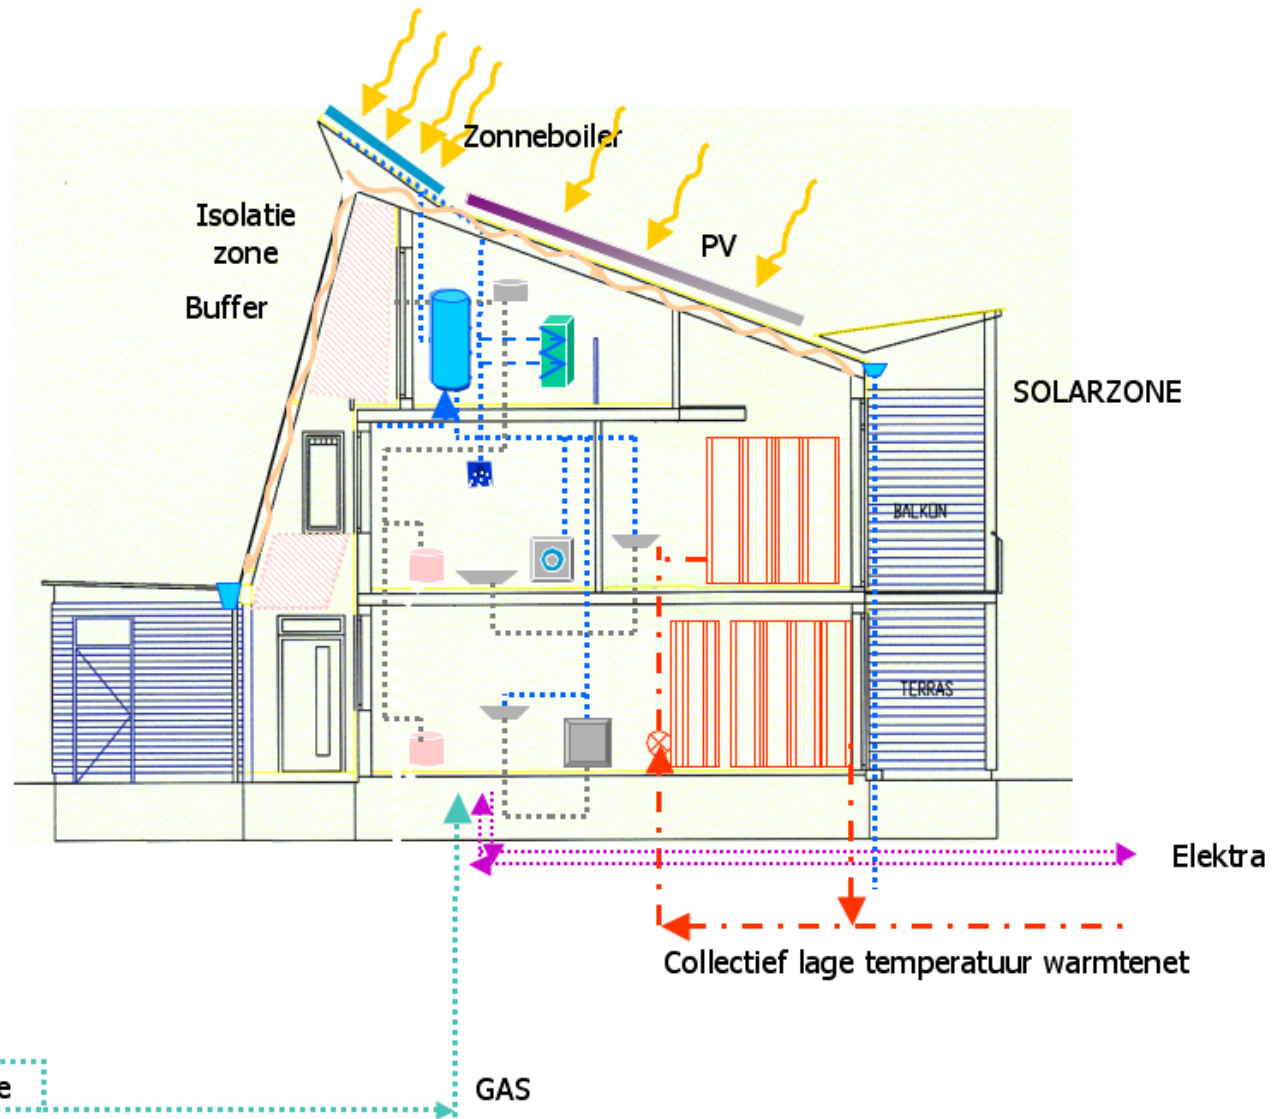 Zonneboiler
Isolatie
zone
PV
Buffer
SOLARZONE
BALKON
TERRAS
Elektra
Collectief lage temperatuur warmtenet
e
GAS